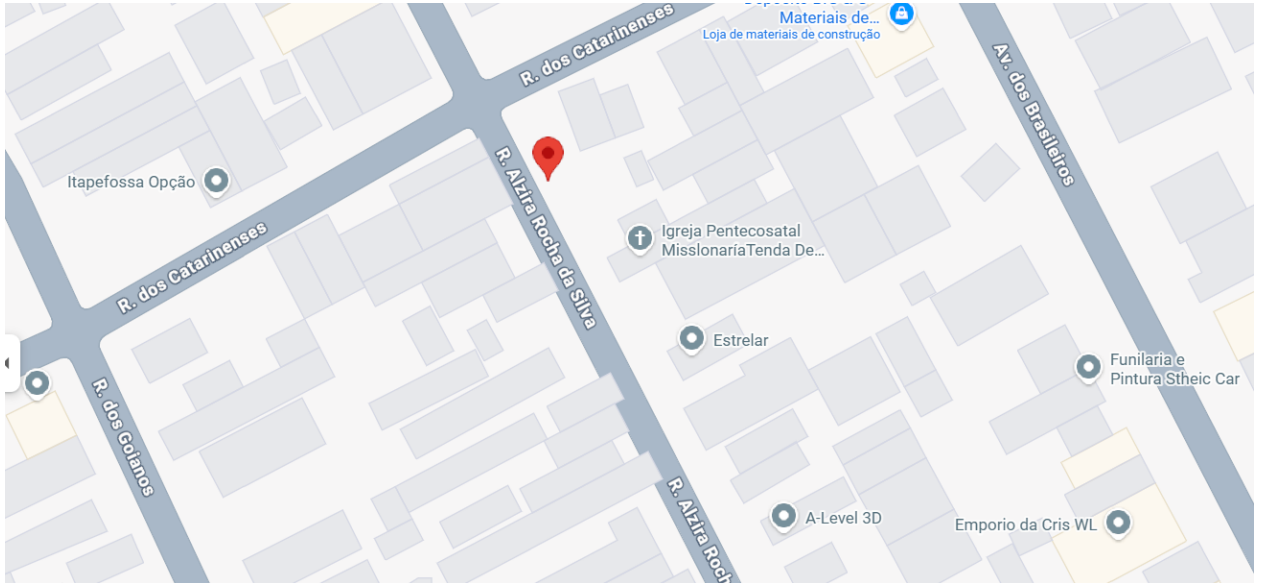 Materiais de...
Loja de materiais de construção
R. dos Catarinenses
Av. dos Brasileiros
Itapefossa Opção
R. Alzira Rocha da Silva
Igreja Pentecosatal
MisslonaríaTenda De...
R. dos Catarinenses
Estrelar
Funilaria e
Pintura Stheic Car
R. dos Goianos
A-Level 3D
Emporio da Cris WL
R. Alzira Roch